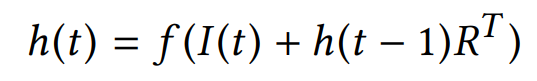 h(t) = f(I(t) + h(t − 1)R^T)